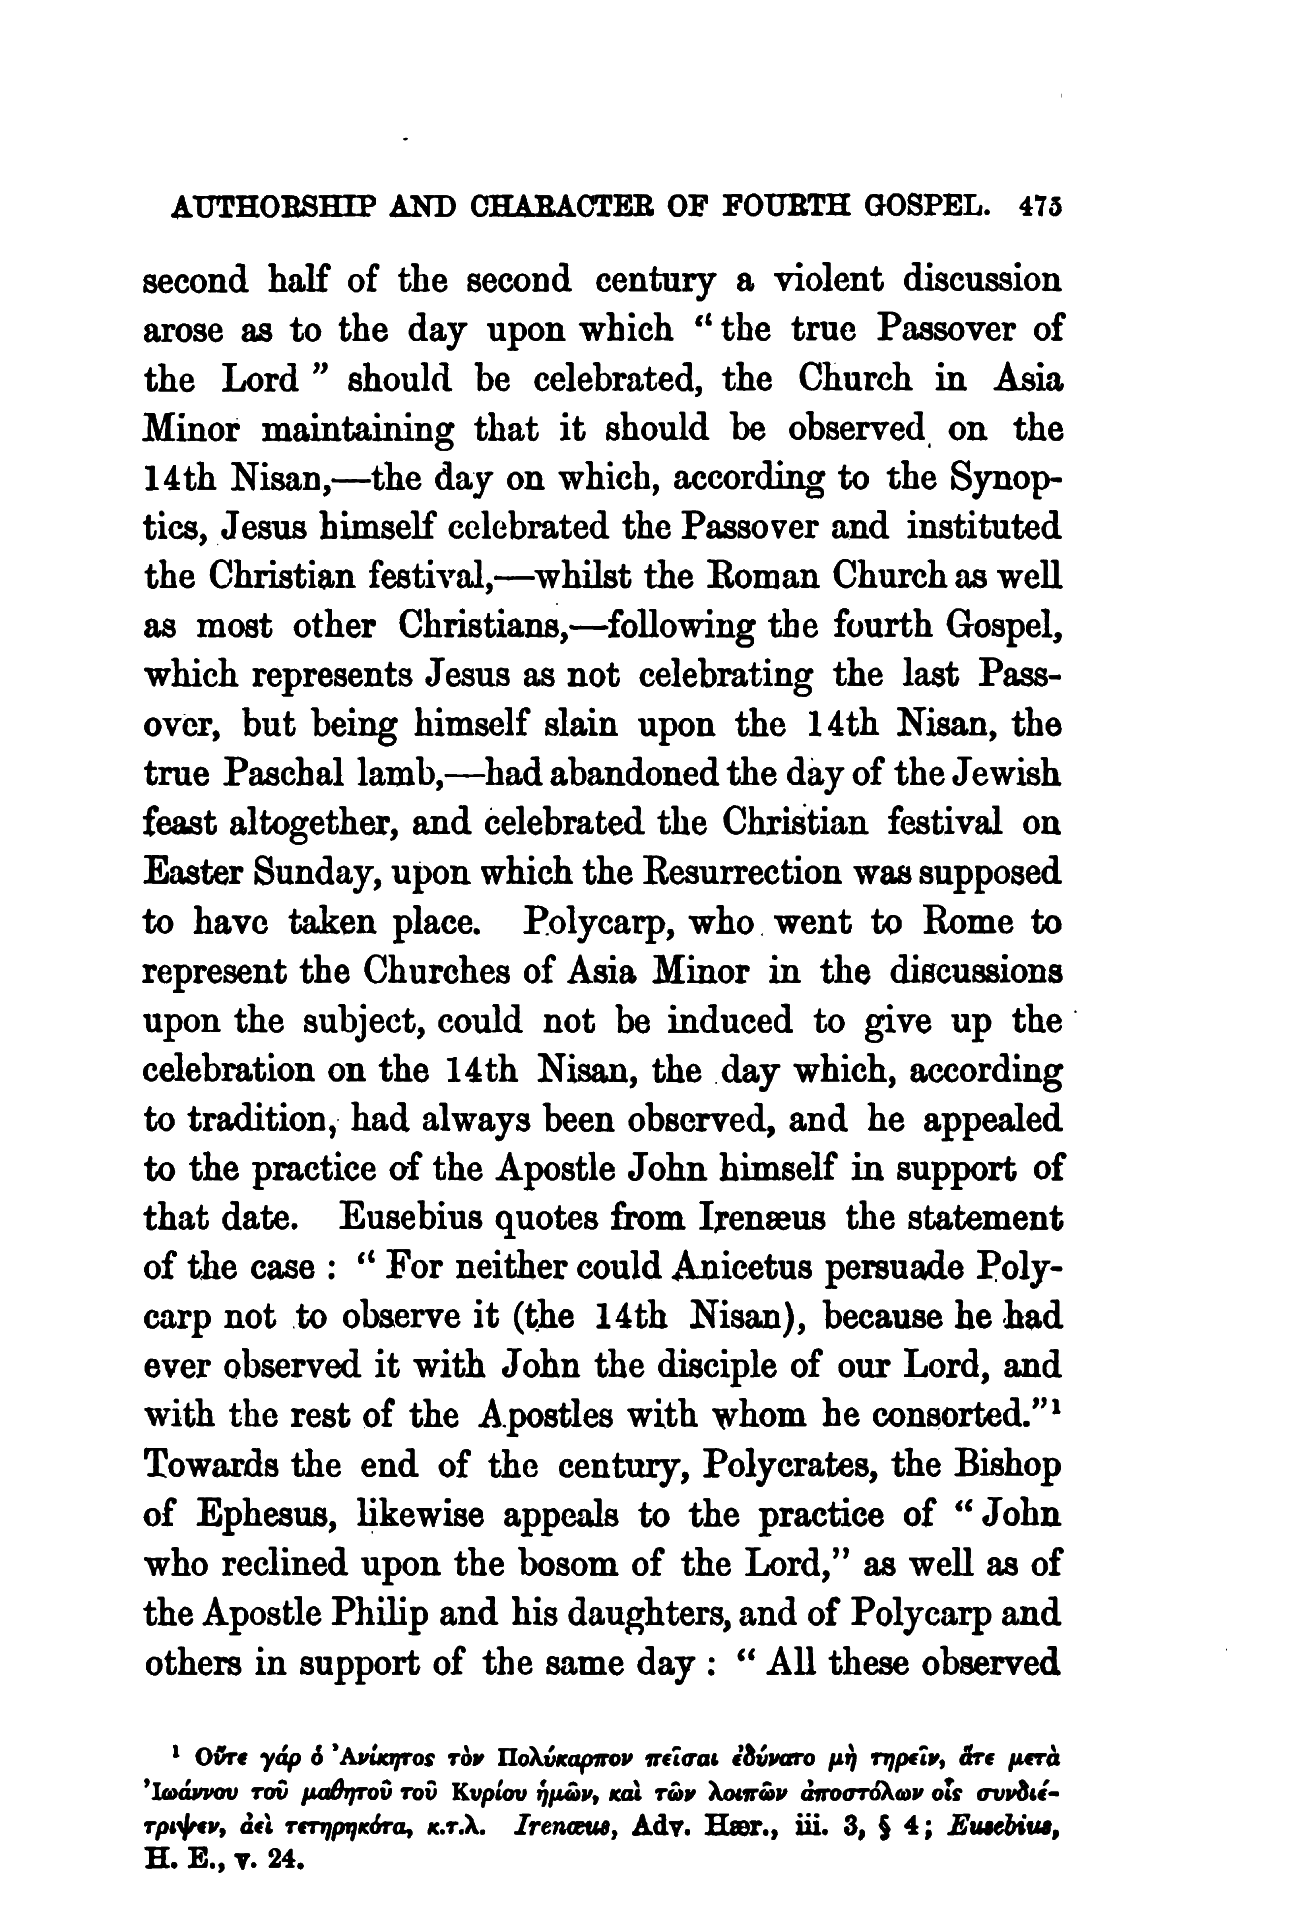 AUTHORSHIP AND CHARACTER OF FOURTH GOSPEL. 475
second half of the second century a violent discussion
arose as to the day upon which “the true Passover of
the Lord ” should be celebrated, the Church in Asia
Minor maintaining that it should be observed on the
14th Nisan,—the day on which, according to the Synop-
tics, Jesus himself celebrated the Passover and instituted
the Christian festival,—whilst the Roman Church as well
as most other Christians,—following the fourth Gospel,
which represents Jesus as not celebrating the last Pass-
over, but being himself slain upon the 14th Nisan, the
true Paschal lamb,—had abandoned the day of the Jewish
feast altogether, and celebrated the Christian festival on
Easter Sunday, upon which the Resurrection was supposed
to have taken place. Polycarp, who went to Rome to
represent the Churches of Asia Minor in the discussions
upon the subject, could not be induced to give up the
celebration on the 14th Nisan, the day which, according
to tradition, had always been observed, and he appealed
to the practice of the Apostle John himself in support of
that date. Eusebius quotes from Irenæus the statement
of the case : “ For neither could Anicetus persuade Poly-
carp not to observe it (the 14th Nisan), because he had
ever observed it with John the disciple of our Lord, and
with the rest of the Apostles with whom he consorted.”¹
Towards the end of the century, Polycrates, the Bishop
of Ephesus, likewise appeals to the practice of “ John
who reclined upon the bosom of the Lord,” as well as of
the Apostle Philip and his daughters, and of Polycarp and
others in support of the same day : “ All these observed
¹ Οὔτε γάρ ὁ Ἀνίκητος τὸν Πολύκαρπον πεῖσαι ἐδύνατο μὴ τηρεῖν, ἅτε μετὰ
Ἰωάννου τοῦ μαθητοῦ τοῦ Κυρίου ἡμῶν, καὶ τῶν λοιπῶν ἀποστόλων οἷς συνδιέ-
τριψεν, ἀεὶ τετηρηκότα, κ.τ.λ. Irenæus, Adv. Hær., iii. 3, § 4; Eusebius,
H. E., v. 24.